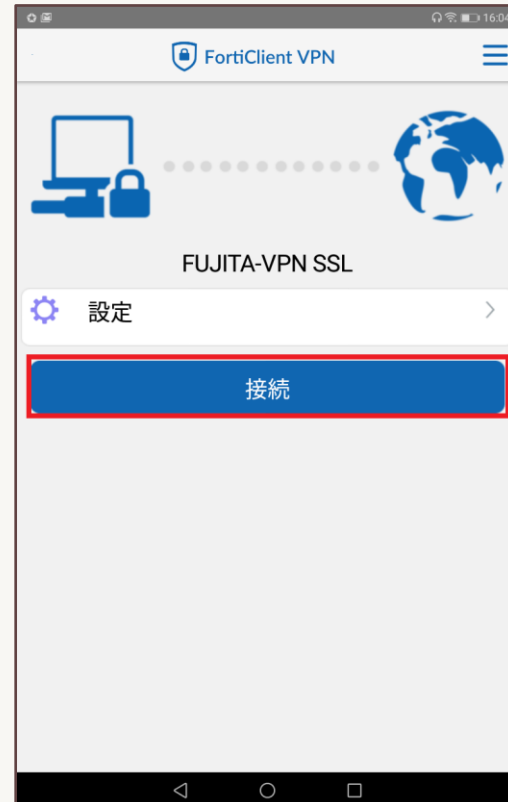 16:04
FortiClient VPN
FUJITA-VPN SSL
設定
接続